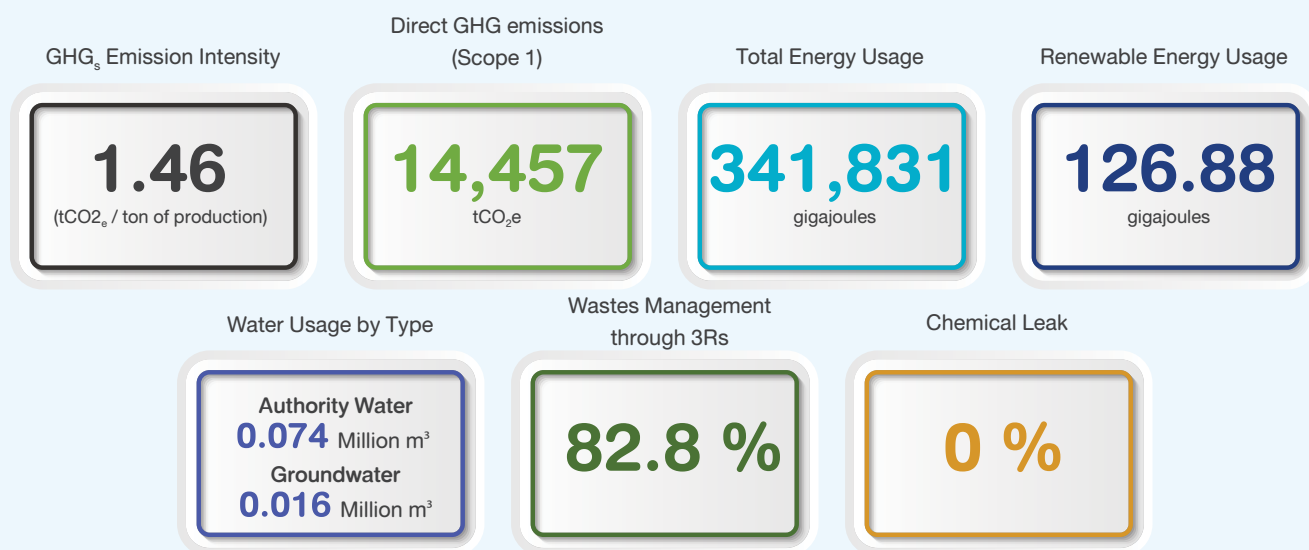 GHGₛ Emission Intensity
1.46
(tCO2ₑ / ton of production)
Direct GHG emissions
(Scope 1)
14,457
tCO₂e
Total Energy Usage
341,831
gigajoules
Renewable Energy Usage
126.88
gigajoules
Water Usage by Type
Authority Water
0.074 Million m³
Groundwater
0.016 Million m³
Wastes Management
through 3Rs
82.8 %
Chemical Leak
0 %